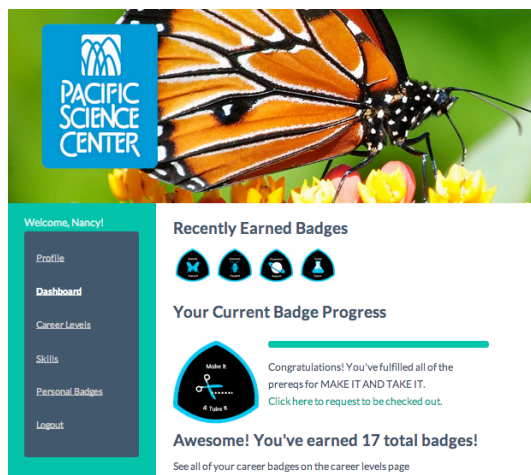 PACIFIC
SCIENCE
CENTER
Welcome, Nancy!
Profile
Dashboard
Career Levels
Skills
Personal Badges
Logout
Recently Earned Badges
Your Current Badge Progress
Make It
& Take It
Congratulations! You've fulfilled all of the
prereqs for MAKE IT AND TAKE IT.
Click here to request to be checked out.
Awesome! You've earned 17 total badges!
See all of your career badges on the career levels page